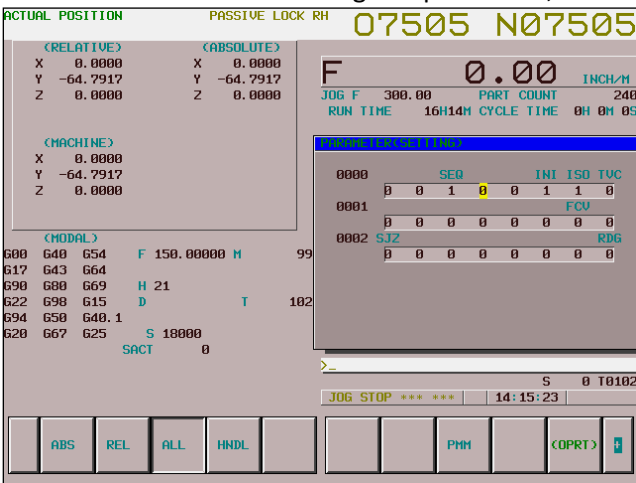 ACTUAL POSITION PASSIVE LOCK RH O7505 N07505
(RELATIVE) (ABSOLUTE)
X 0.0000 X 0.0000
Y -64.7917 Y -64.7917
Z 0.0000 Z 0.0000
(MACHINE)
X 0.0000
Y -64.7917
Z 0.0000
(MODAL)
G00 G40 G54 F 150.00000 M 99
G17 G43 G64
G90 G80 G69 H 21
G22 G98 G15 D T 102
G94 G50 G40.1
G20 G67 G25 S 18000
SACT 0
F 0.00 INCH/M
JOG F 300.00 PART COUNT 240
RUN TIME 16H14M CYCLE TIME 0H 0M 0S
PARAMETER(SETTING)
0000 SEQ INI ISO TVC
0 0 1 0 0 1 1 0
0001 FCV
0 0 0 0 0 0 0 0
0002 SJZ RDG
0 0 0 0 0 0 0 0
>_
S 0 T0102
JOG STOP *** *** 14:15:23
ABS REL ALL HNDL PMM (OPRT) +